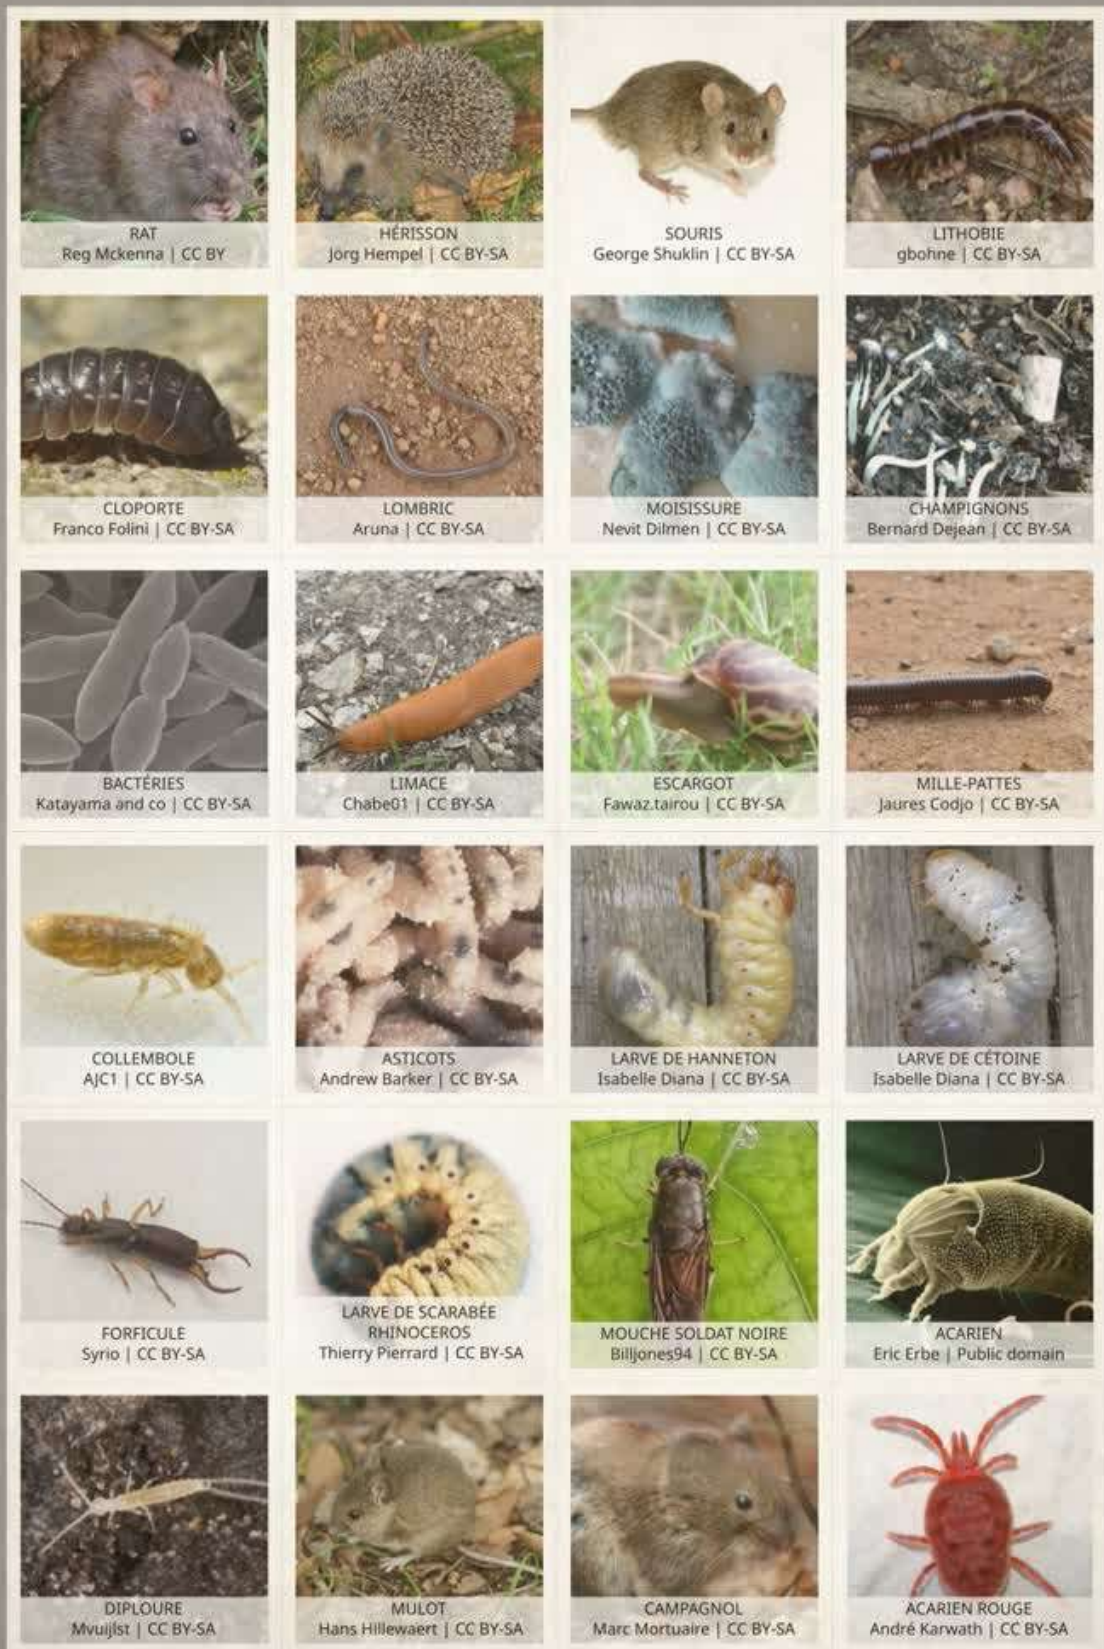 RAT
Reg Mckenna | CC BY
HÉRISSON
Jörg Hempel | CC BY-SA
SOURIS
George Shuklin | CC BY-SA
LITHOBIE
gbohne | CC BY-SA
CLOPORTE
Franco Folini | CC BY-SA
LOMBRIC
Aruna | CC BY-SA
MOISISSURE
Nevit Dilmen | CC BY-SA
CHAMPIGNONS
Bernard Dejean | CC BY-SA
BACTÉRIES
Katayama and co | CC BY-SA
LIMACE
Chabe01 | CC BY-SA
ESCARGOT
Fawaz.tairou | CC BY-SA
MILLE-PATTES
Jaures Codjo | CC BY-SA
COLLEMBOLE
AJC1 | CC BY-SA
ASTICOTS
Andrew Barker | CC BY-SA
LARVE DE HANNETON
Isabelle Diana | CC BY-SA
LARVE DE CÉTOINE
Isabelle Diana | CC BY-SA
FORFICULE
Syrio | CC BY-SA
LARVE DE SCARABÉE
RHINOCEROS
Thierry Pierrard | CC BY-SA
MOUCHE SOLDAT NOIRE
Billjones94 | CC BY-SA
ACARIEN
Eric Erbe | Public domain
DIPLOURE
Mvuijlst | CC BY-SA
MULOT
Hans Hillewaert | CC BY-SA
CAMPAGNOL
Marc Mortuaire | CC BY-SA
ACARIEN ROUGE
André Karwath | CC BY-SA